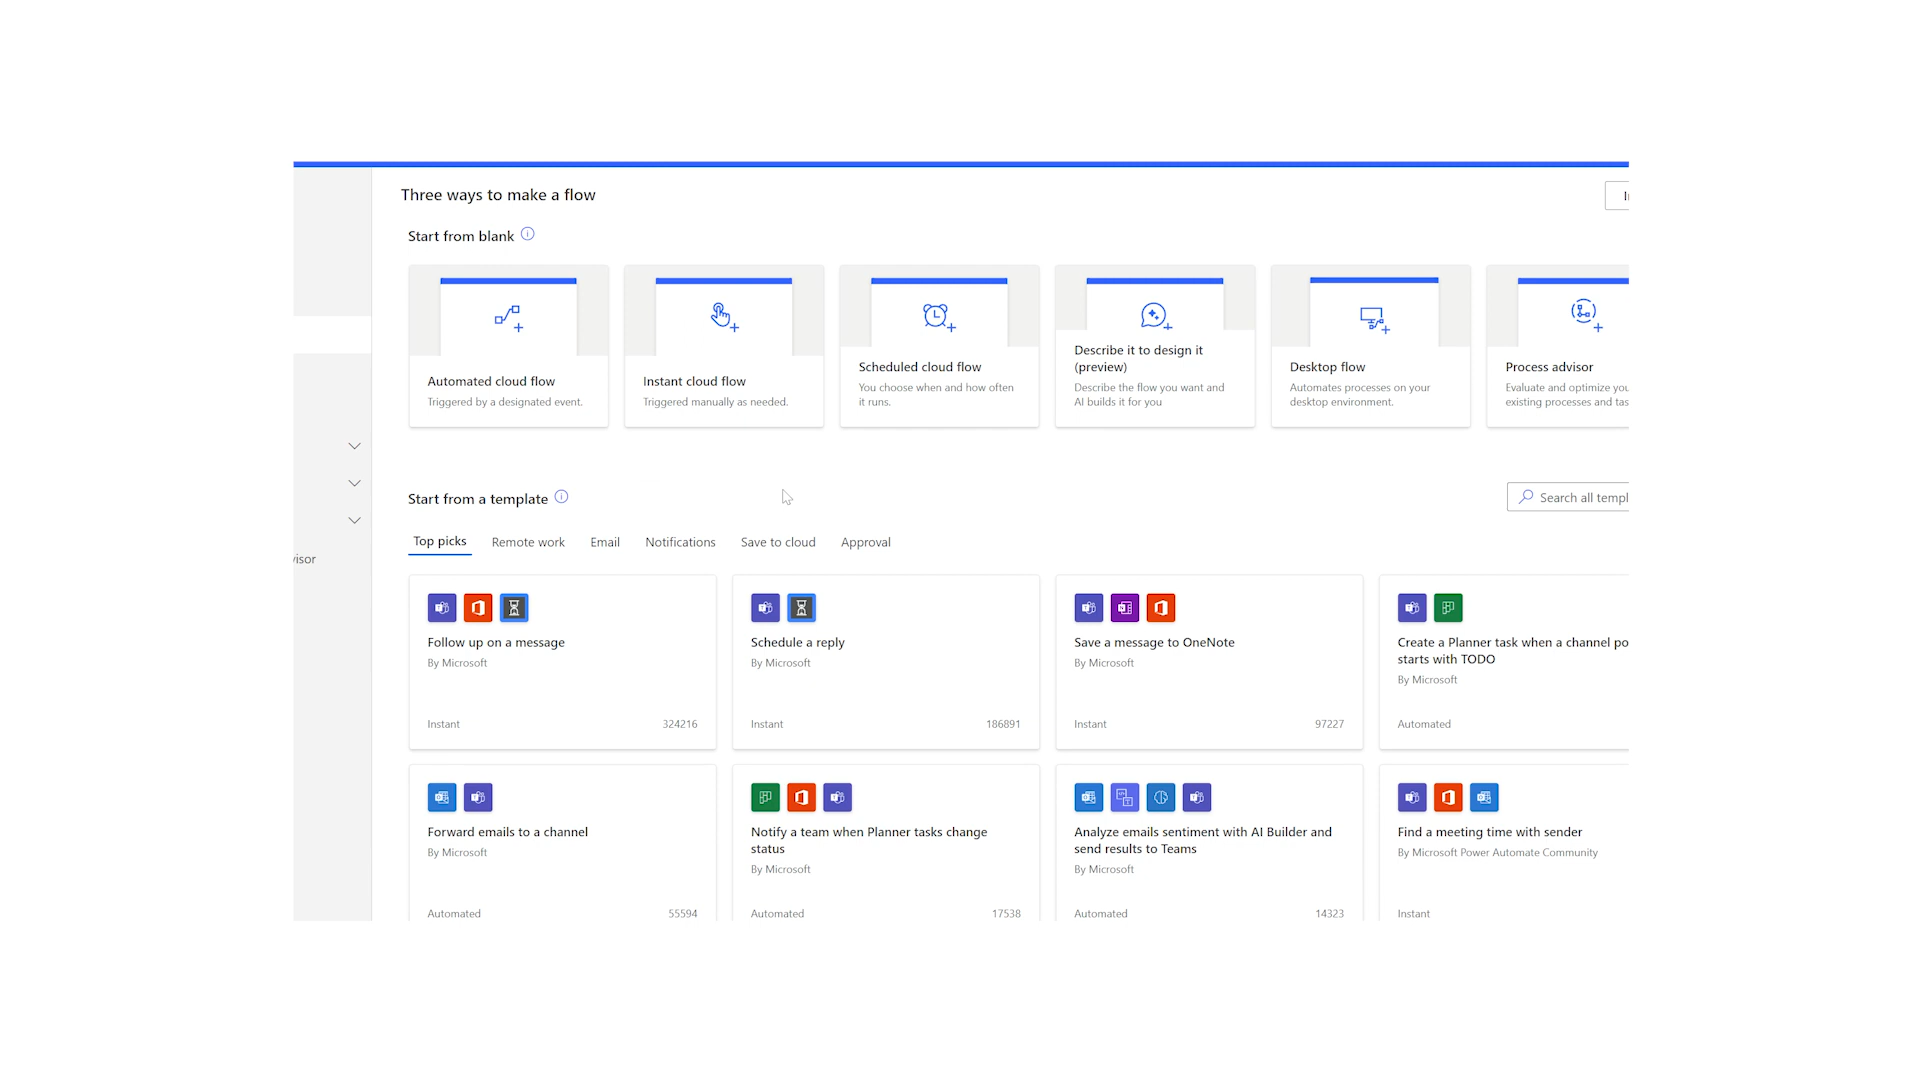 Three ways to make a flow
Start from blank
Automated cloud flow
Triggered by a designated event.
Instant cloud flow
Triggered manually as needed.
Scheduled cloud flow
You choose when and how often
it runs.
Describe it to design it
(preview)
Describe the flow you want and
AI builds it for you
Desktop flow
Automates processes on your
desktop environment.
Process advisor
Evaluate and optimize you
existing processes and tas
Start from a template
Search all templ
Top picks
Remote work
Email
Notifications
Save to cloud
Approval
visor
Follow up on a message
By Microsoft
Instant
324216
Schedule a reply
By Microsoft
Instant
186891
Save a message to OneNote
By Microsoft
Instant
97227
Create a Planner task when a channel po
starts with TODO
By Microsoft
Automated
Forward emails to a channel
By Microsoft
Automated
55594
Notify a team when Planner tasks change
status
By Microsoft
Automated
17538
Analyze emails sentiment with AI Builder and
send results to Teams
By Microsoft
Automated
14323
Find a meeting time with sender
By Microsoft Power Automate Community
Instant